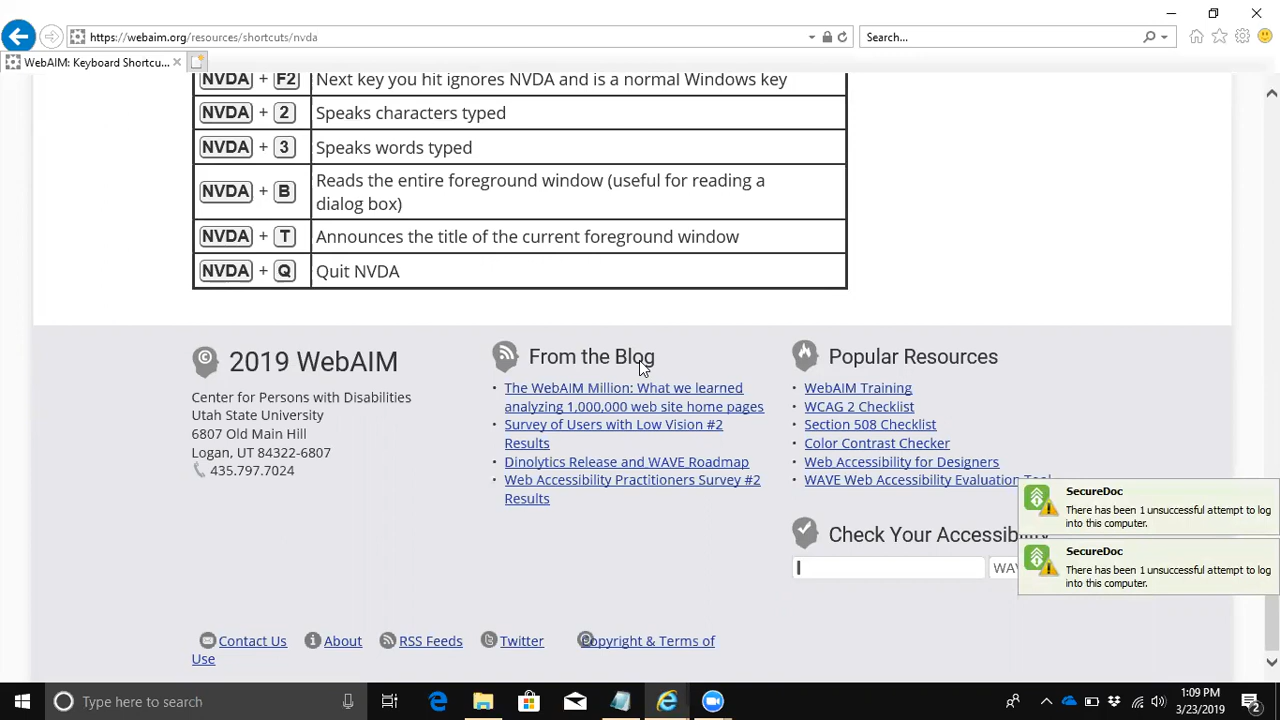 https://webaim.org/resources/shortcuts/nvda
Search...
WebAIM: Keyboard Shortcu...
NVDA + F2 Next key you hit ignores NVDA and is a normal Windows key
NVDA + 2 Speaks characters typed
NVDA + 3 Speaks words typed
NVDA + B Reads the entire foreground window (useful for reading a
dialog box)
NVDA + T Announces the title of the current foreground window
NVDA + Q Quit NVDA
© 2019 WebAIM
Center for Persons with Disabilities
Utah State University
6807 Old Main Hill
Logan, UT 84322-6807
435.797.7024
From the Blog
• The WebAIM Million: What we learned
analyzing 1,000,000 web site home pages
• Survey of Users with Low Vision #2
Results
• Dinolytics Release and WAVE Roadmap
• Web Accessibility Practitioners Survey #2
Results
Popular Resources
• WebAIM Training
• WCAG 2 Checklist
• Section 508 Checklist
• Color Contrast Checker
• Web Accessibility for Designers
• WAVE Web Accessibility Evaluation Tool
Check Your Accessibility
WAV
SecureDoc
There has been 1 unsuccessful attempt to log
into this computer.
SecureDoc
There has been 1 unsuccessful attempt to log
into this computer.
Contact Us About RSS Feeds Twitter Copyright & Terms of
Use
Type here to search
1:09 PM
3/23/2019
2